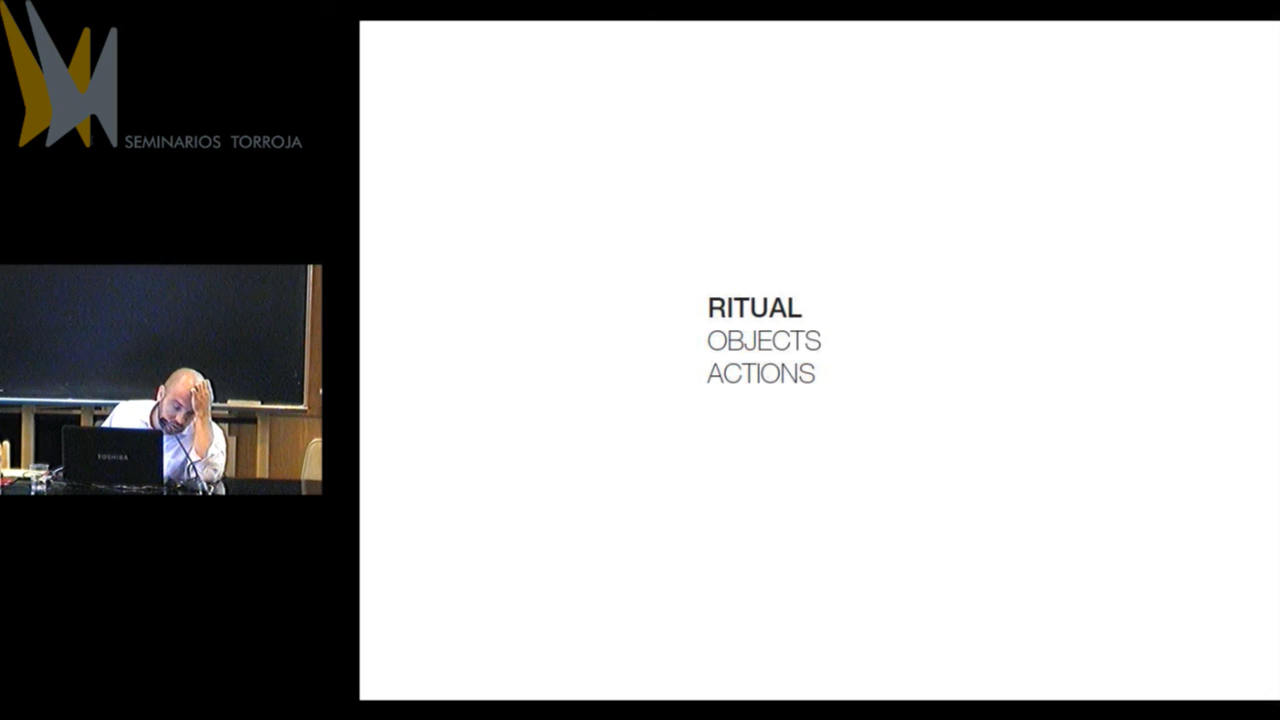 SEMINARIOS TORROJA
TOSHIBA
RITUAL
OBJECTS
ACTIONS